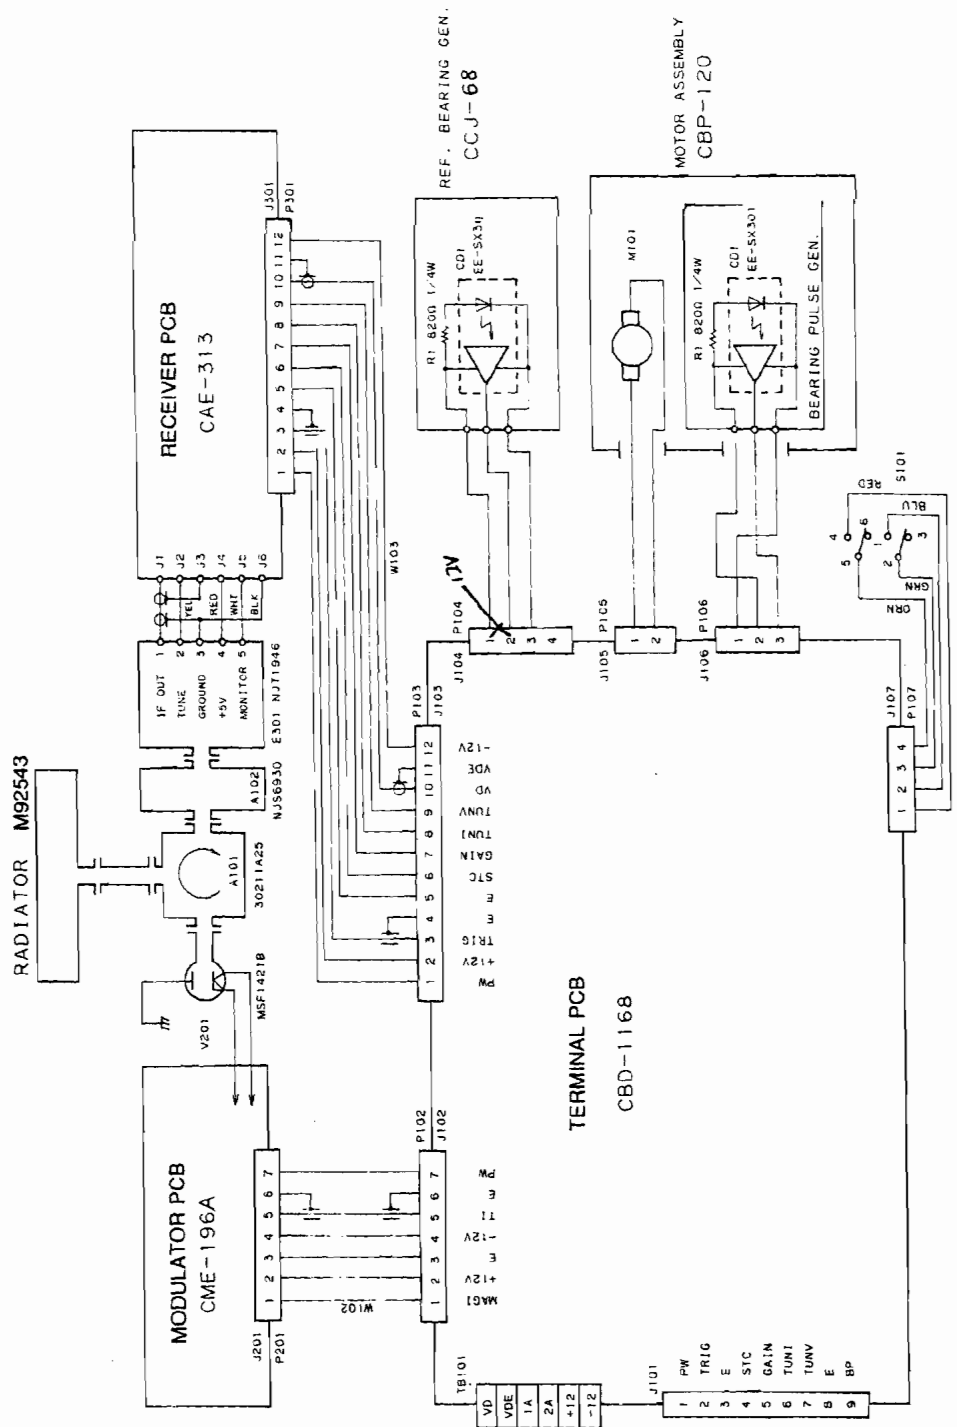 RADIATOR M92543
RECEIVER PCB
CAE-313
J301
P301
1 2 3 4 5 6 7 8 9 10 11 12
J1
J2
J3
J4
J5
J6
YEL
RED
WHT
BLK
1 IF OUT
2 TUNE
3 GROUND
4 +5V
5 MONITOR
E301 NJT1946
A102
NJS6930
A101
30211A25
V201
MSF1421B
MODULATOR PCB
CME-196A
J201
P201
1 2 3 4 5 6 7
W102
P102
J102
1 2 3 4 5 6 7
MAGI
+12V
E
-12V
TI
E
PW
W103
P103
J103
1 2 3 4 5 6 7 8 9 10 11 12
PW
+12V
TRIG
E
E
STC
GAIN
TUNI
TUNV
VD
VDE
-12V
TERMINAL PCB
CBD-1168
TB101
VD
VDE
1A
2A
+12
-12
J101
1 PW
2 TRIG
3 E
4 STC
5 GAIN
6 TUNI
7 TUNV
8 E
9 BP
REF. BEARING GEN.
CCJ-68
R1 820Ω 1/4W
CD1
EE-SX311
12V
P104
J104
1
2
3
4
MOTOR ASSEMBLY
CBP-120
M101
R1 820Ω 1/4W
CD1
EE-SX301
BEARING PULSE GEN.
P105
J105
1
2
P106
J106
1
2
3
J107
P107
1 2 3 4
S101
RED
BLU
GRN
ORN
4
5
6
1
2
3